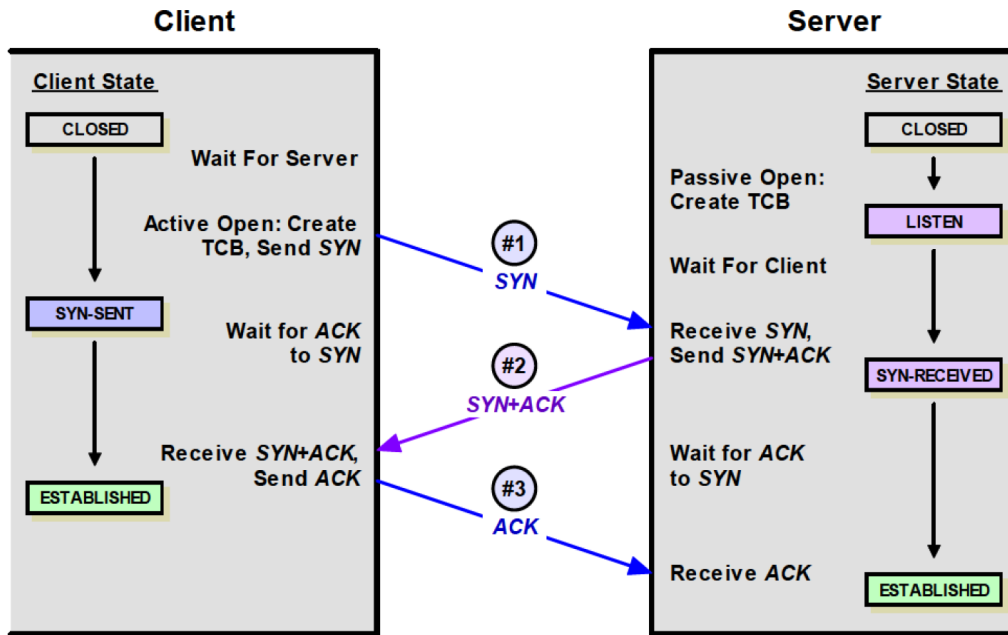 Client
Server
Client State
CLOSED
Wait For Server
Active Open: Create
TCB, Send SYN
SYN-SENT
Wait for ACK
to SYN
Receive SYN+ACK,
Send ACK
ESTABLISHED
#1
SYN
#2
SYN+ACK
#3
ACK
Server State
CLOSED
Passive Open:
Create TCB
LISTEN
Wait For Client
Receive SYN,
Send SYN+ACK
SYN-RECEIVED
Wait for ACK
to SYN
Receive ACK
ESTABLISHED